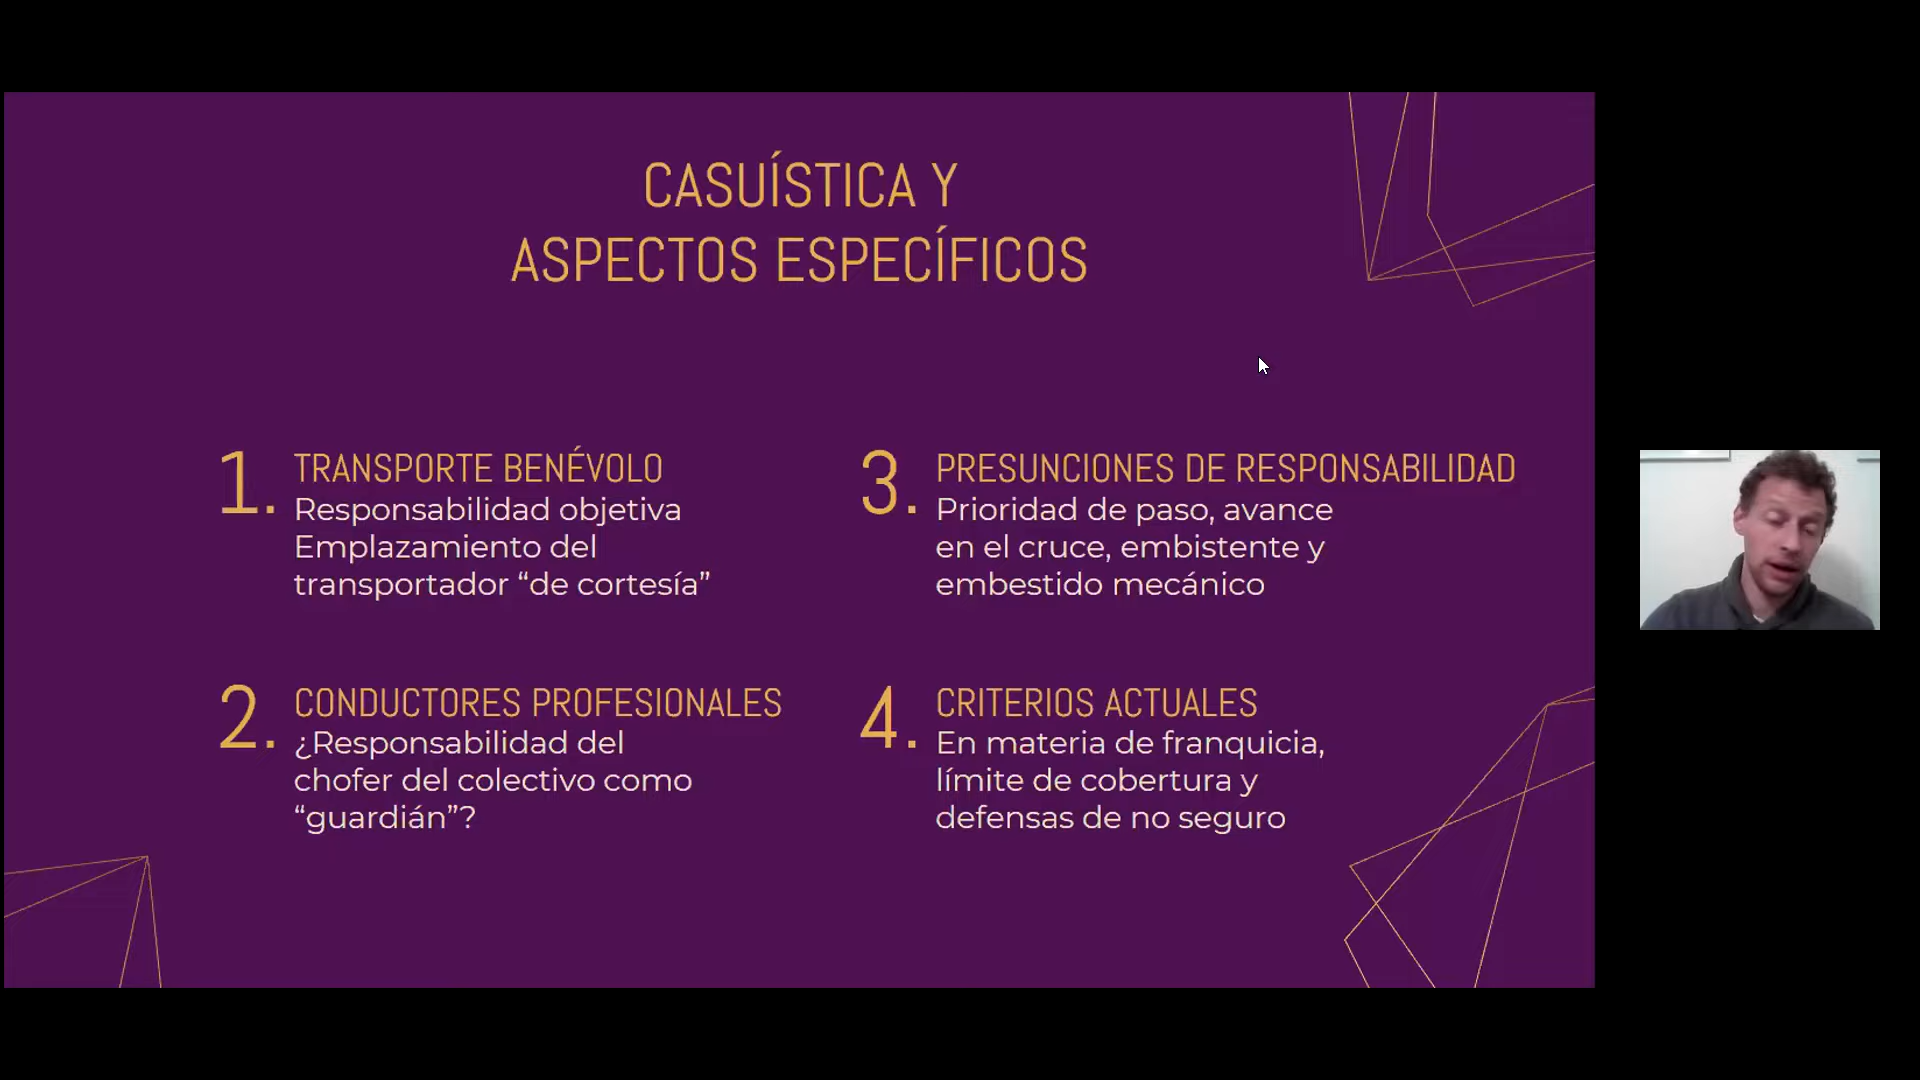 CASUÍSTICA Y
ASPECTOS ESPECÍFICOS
1. TRANSPORTE BENÉVOLO
Responsabilidad objetiva
Emplazamiento del
transportador “de cortesía”
2. CONDUCTORES PROFESIONALES
¿Responsabilidad del
chofer del colectivo como
“guardián”?
3. PRESUNCIONES DE RESPONSABILIDAD
Prioridad de paso, avance
en el cruce, embistente y
embestido mecánico
4. CRITERIOS ACTUALES
En materia de franquicia,
límite de cobertura y
defensas de no seguro